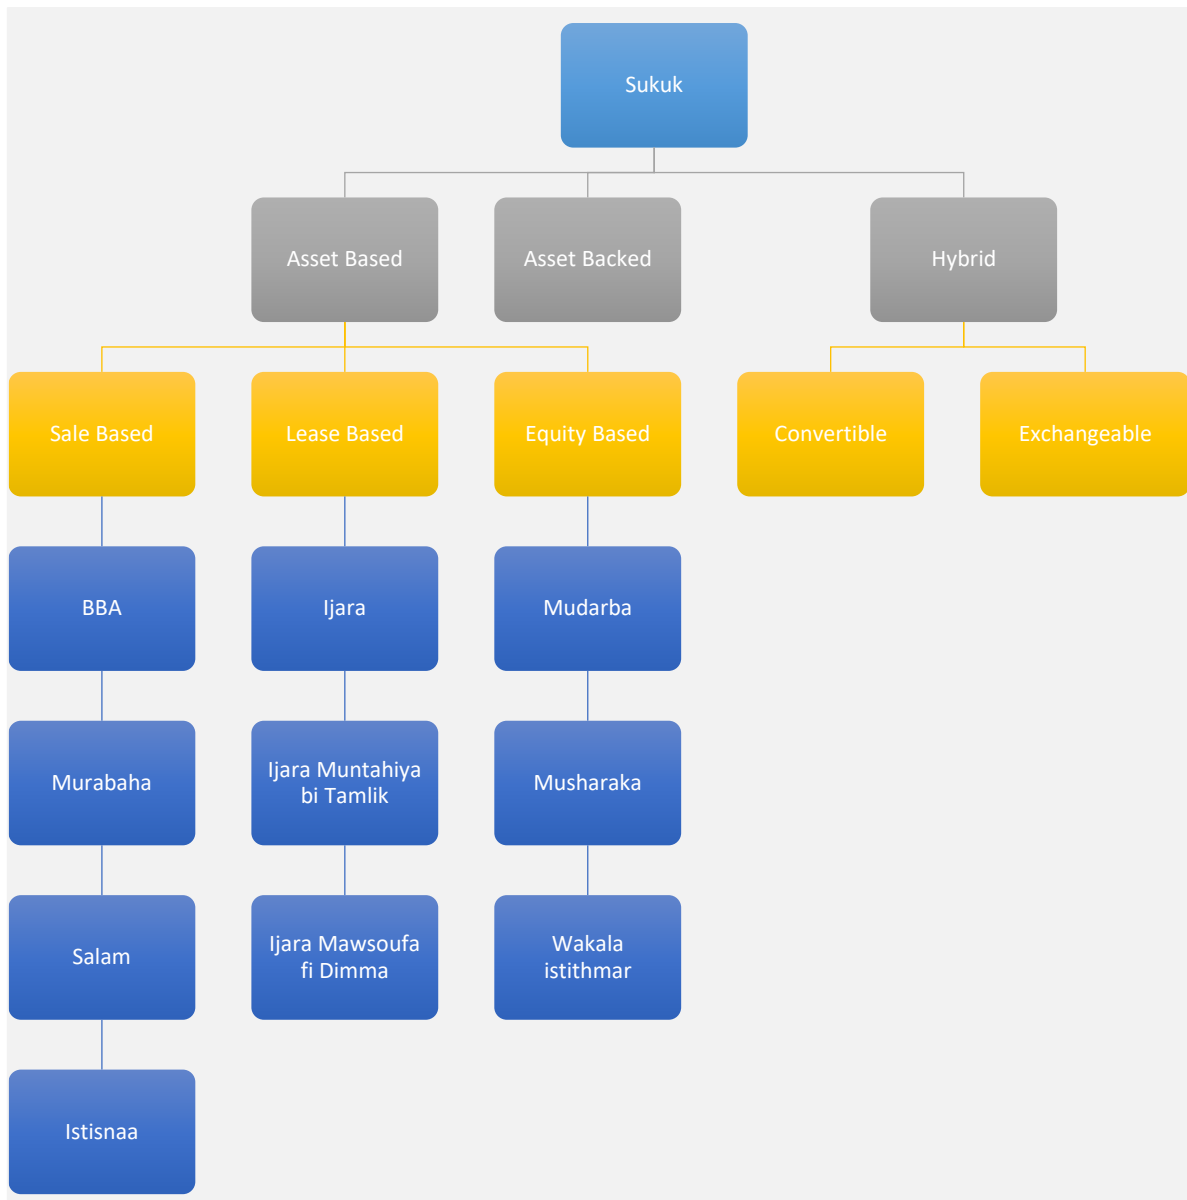 Sukuk
Asset Based
Asset Backed
Hybrid
Sale Based
Lease Based
Equity Based
Convertible
Exchangeable
BBA
Ijara
Mudarba
Murabaha
Ijara Muntahiya
bi Tamlik
Musharaka
Salam
Ijara Mawsoufa
fi Dimma
Wakala
istithmar
Istisnaa